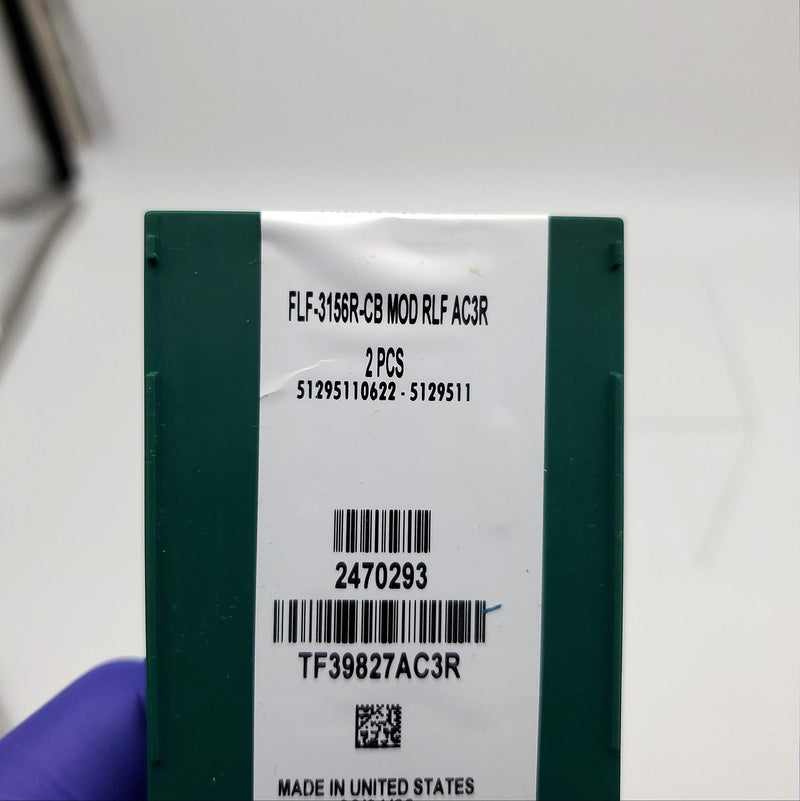 FLF-3156R-CB MOD RLF AC3R
2 PCS
51295110622 - 5129511
2470293
TF39827AC3R
MADE IN UNITED STATES